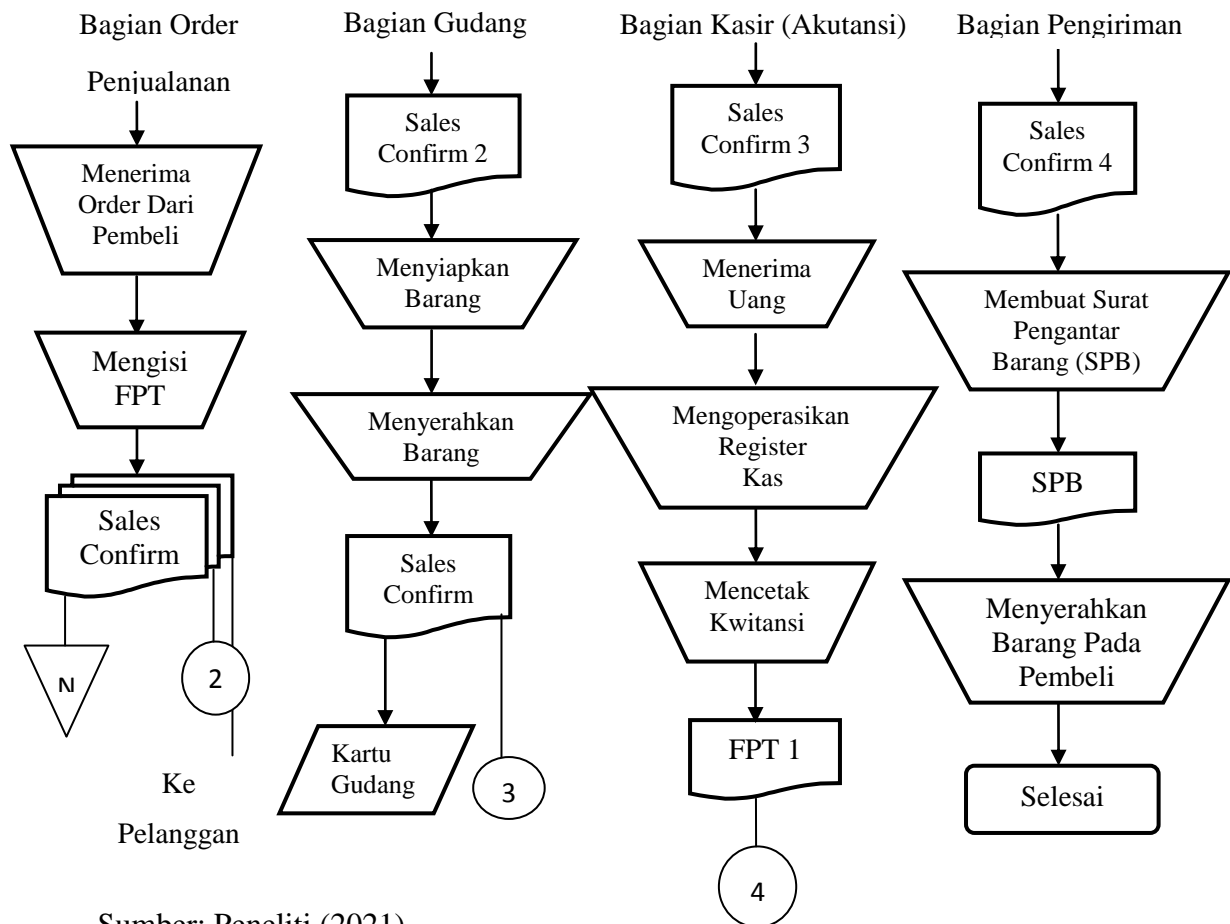 Bagian Order
Penjualanan
Menerima
Order Dari
Pembeli
Mengisi
FPT
Sales
Confirm
N
2
Ke
Pelanggan
Bagian Gudang
Sales
Confirm 2
Menyiapkan
Barang
Menyerahkan
Barang
Sales
Confirm
Kartu
Gudang
3
Bagian Kasir (Akutansi)
Sales
Confirm 3
Menerima
Uang
Mengoperasikan
Register
Kas
Mencetak
Kwitansi
FPT 1
4
Bagian Pengiriman
Sales
Confirm 4
Membuat Surat
Pengantar
Barang (SPB)
SPB
Menyerahkan
Barang Pada
Pembeli
Selesai
Sumber: Peneliti (2021)